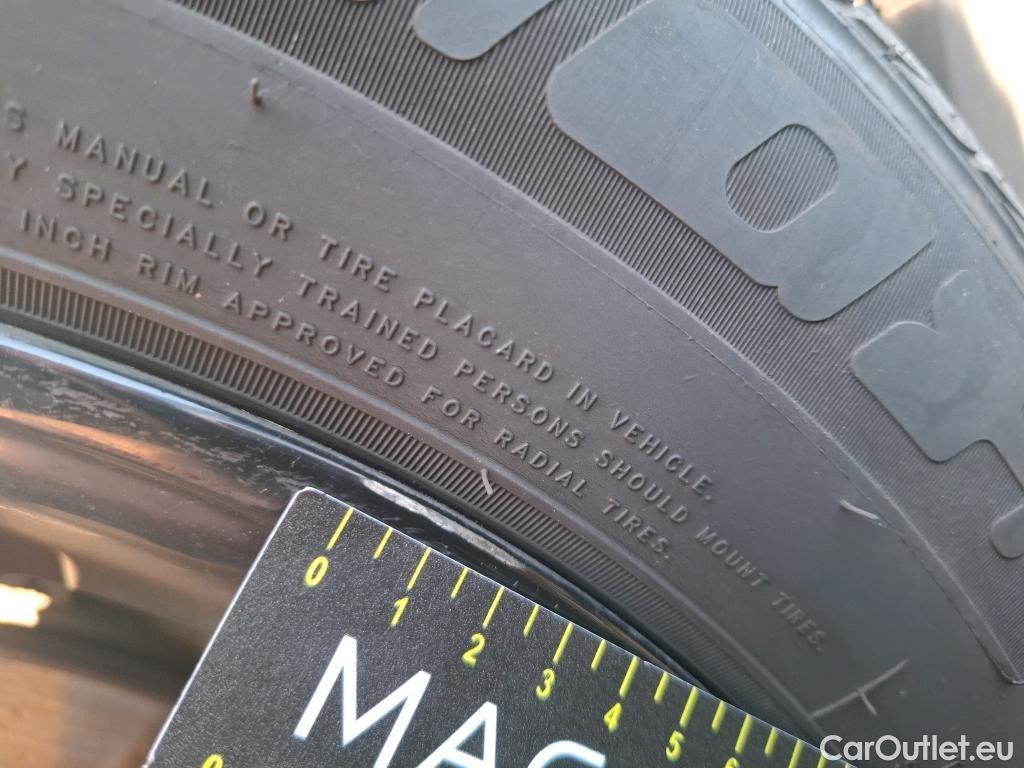 S MANUAL OR TIRE PLACARD IN VEHICLE.
Y SPECIALLY TRAINED PERSONS SHOULD MOUNT TIRES.
INCH RIM APPROVED FOR RADIAL TIRES.
0 1 2 3 4 5 6
MAG
0
CarOutlet.eu